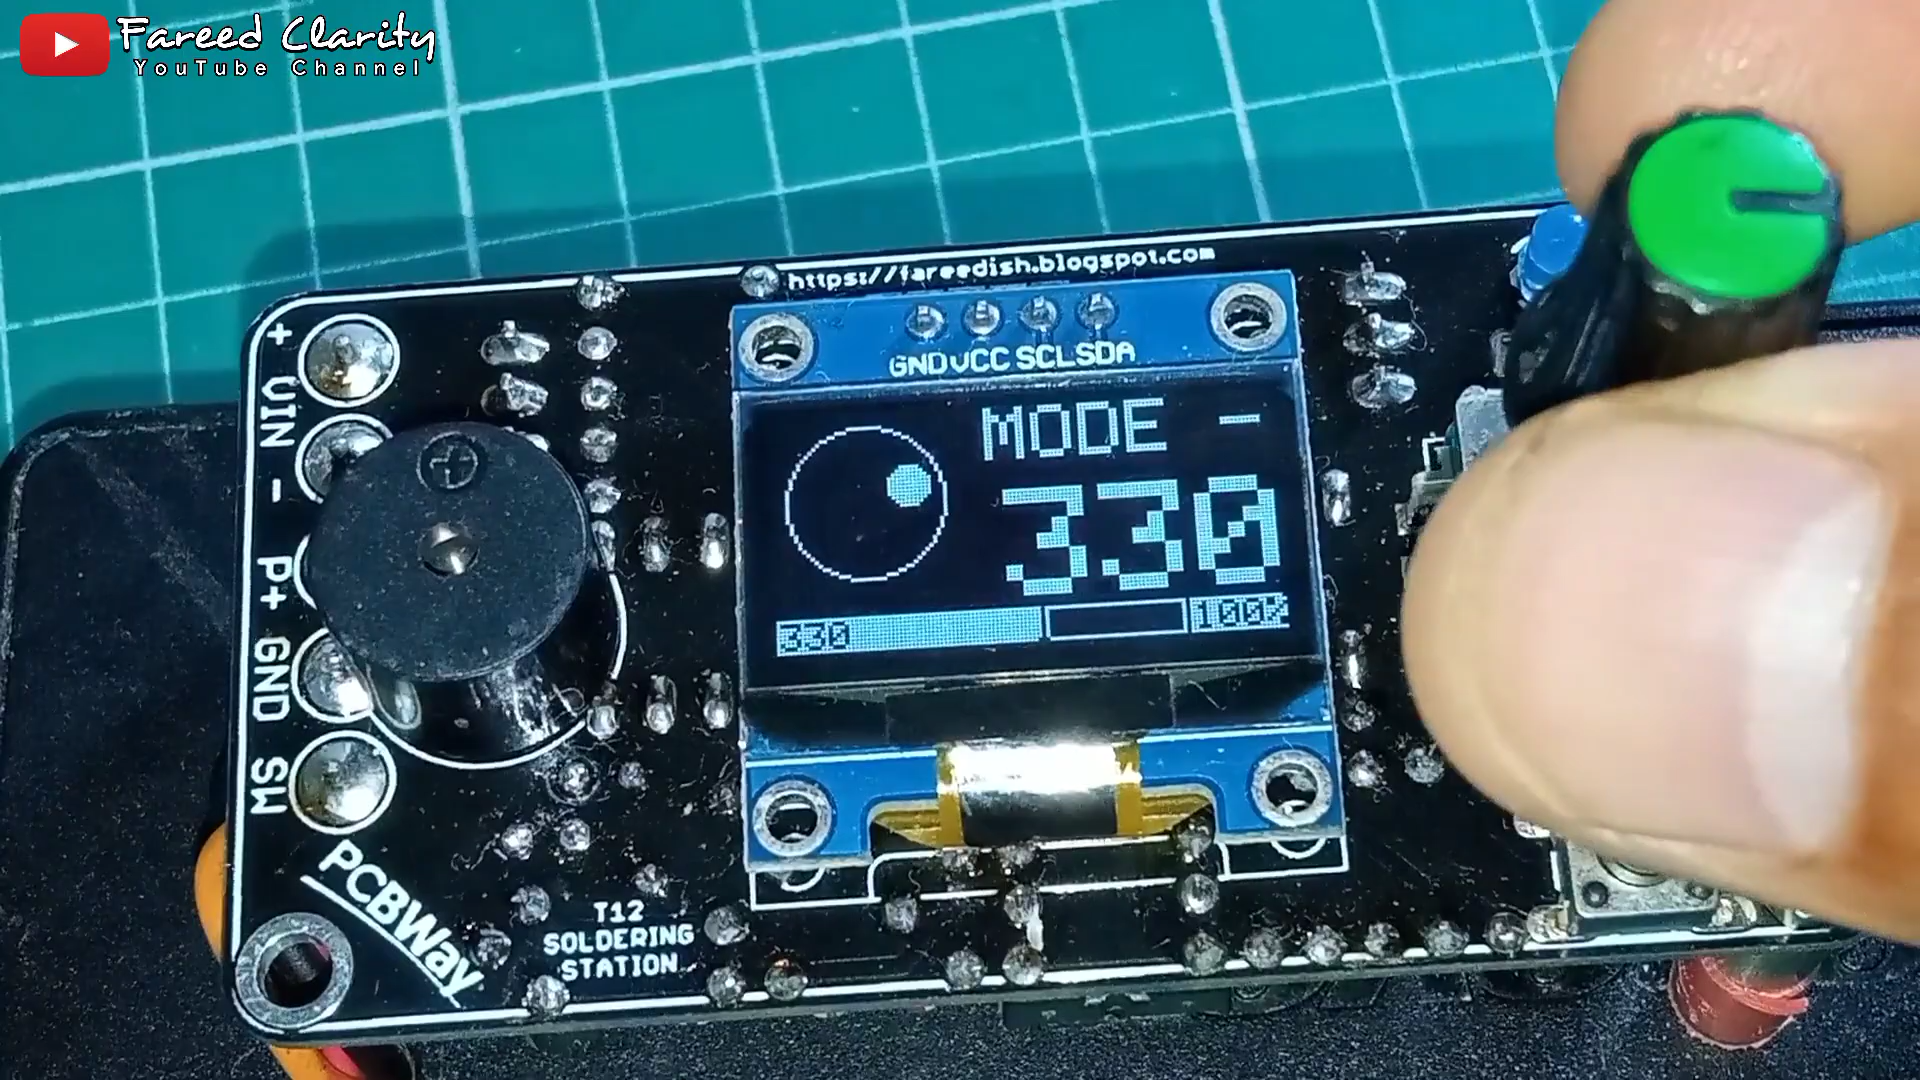 Fareed Clarity
YouTube Channel
https://fareedish.blogspot.com
GND VCC SCL SDA
MODE -
330
330
100%
+ VIN -
P+
GND
SW
PCBWay
T12
SOLDERING
STATION
+